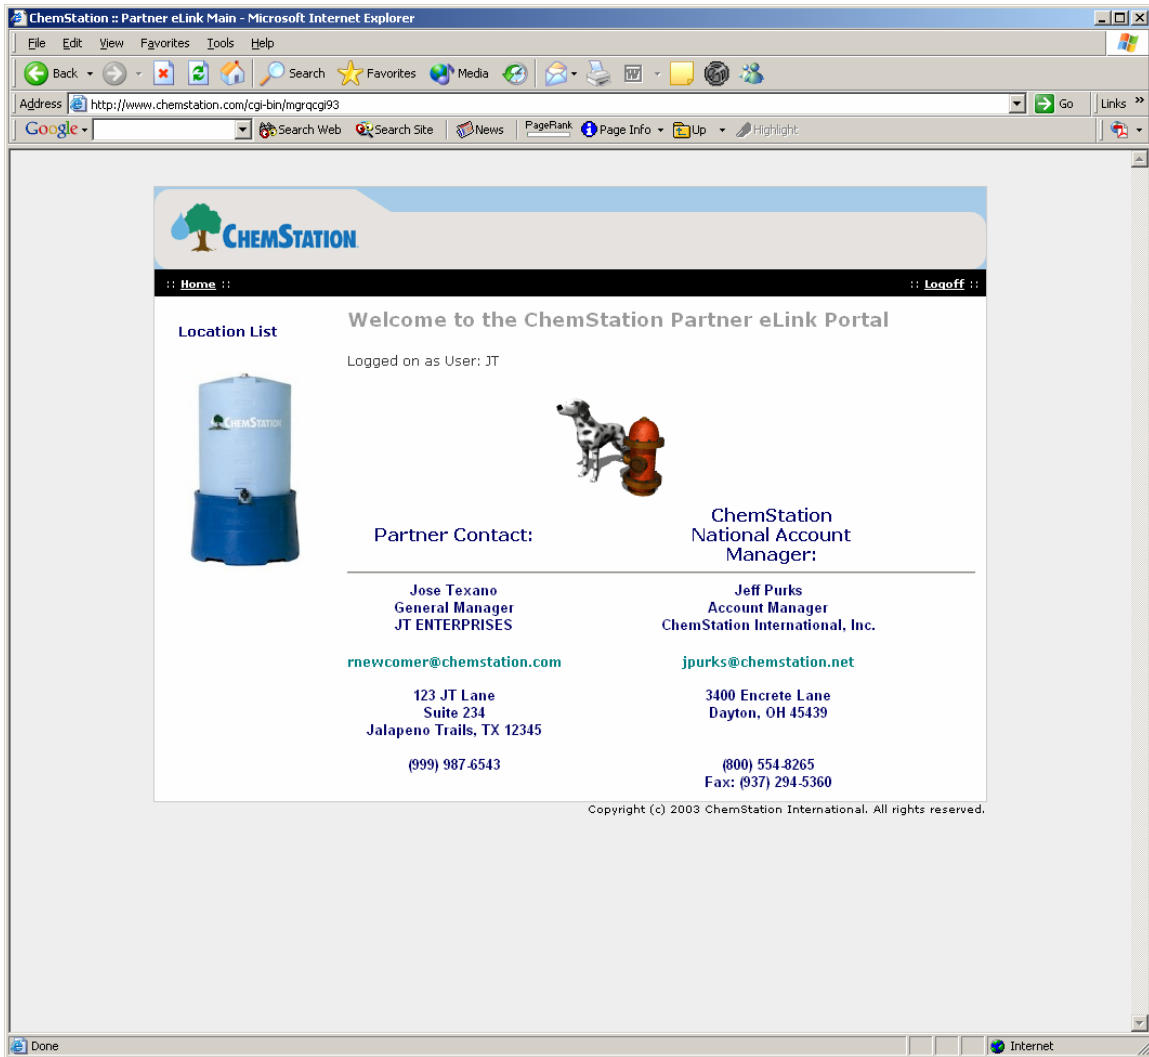 ChemStation :: Partner eLink Main - Microsoft Internet Explorer
File Edit View Favorites Tools Help
Back Search Favorites Media
Address http://www.chemstation.com/cgi-bin/mgrqcgi93 Go Links »
Google Search Web Search Site News PageRank Page Info Up Highlight
CHEMSTATION
:: Home :: :: Logoff ::
Location List
Welcome to the ChemStation Partner eLink Portal
Logged on as User: JT
CHEMSTATION
Partner Contact:
ChemStation
National Account
Manager:
Jose Texano
General Manager
JT ENTERPRISES
rnewcomer@chemstation.com
123 JT Lane
Suite 234
Jalapeno Trails, TX 12345
(999) 987-6543
Jeff Purks
Account Manager
ChemStation International, Inc.
jpurks@chemstation.net
3400 Encrete Lane
Dayton, OH 45439
(800) 554-8265
Fax: (937) 294-5360
Copyright (c) 2003 ChemStation International. All rights reserved.
Done Internet